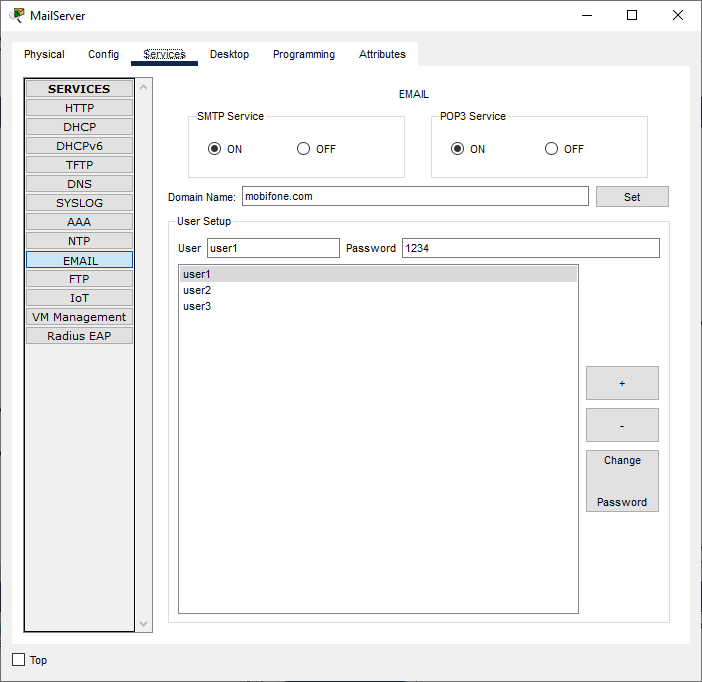 MailServer
Physical Config Services Desktop Programming Attributes
SERVICES
HTTP
DHCP
DHCPv6
TFTP
DNS
SYSLOG
AAA
NTP
EMAIL
FTP
IoT
VM Management
Radius EAP
EMAIL
SMTP Service
ON OFF
POP3 Service
ON OFF
Domain Name: mobifone.com Set
User Setup
User user1 Password 1234
user1
user2
user3
+
-
Change
Password
Top